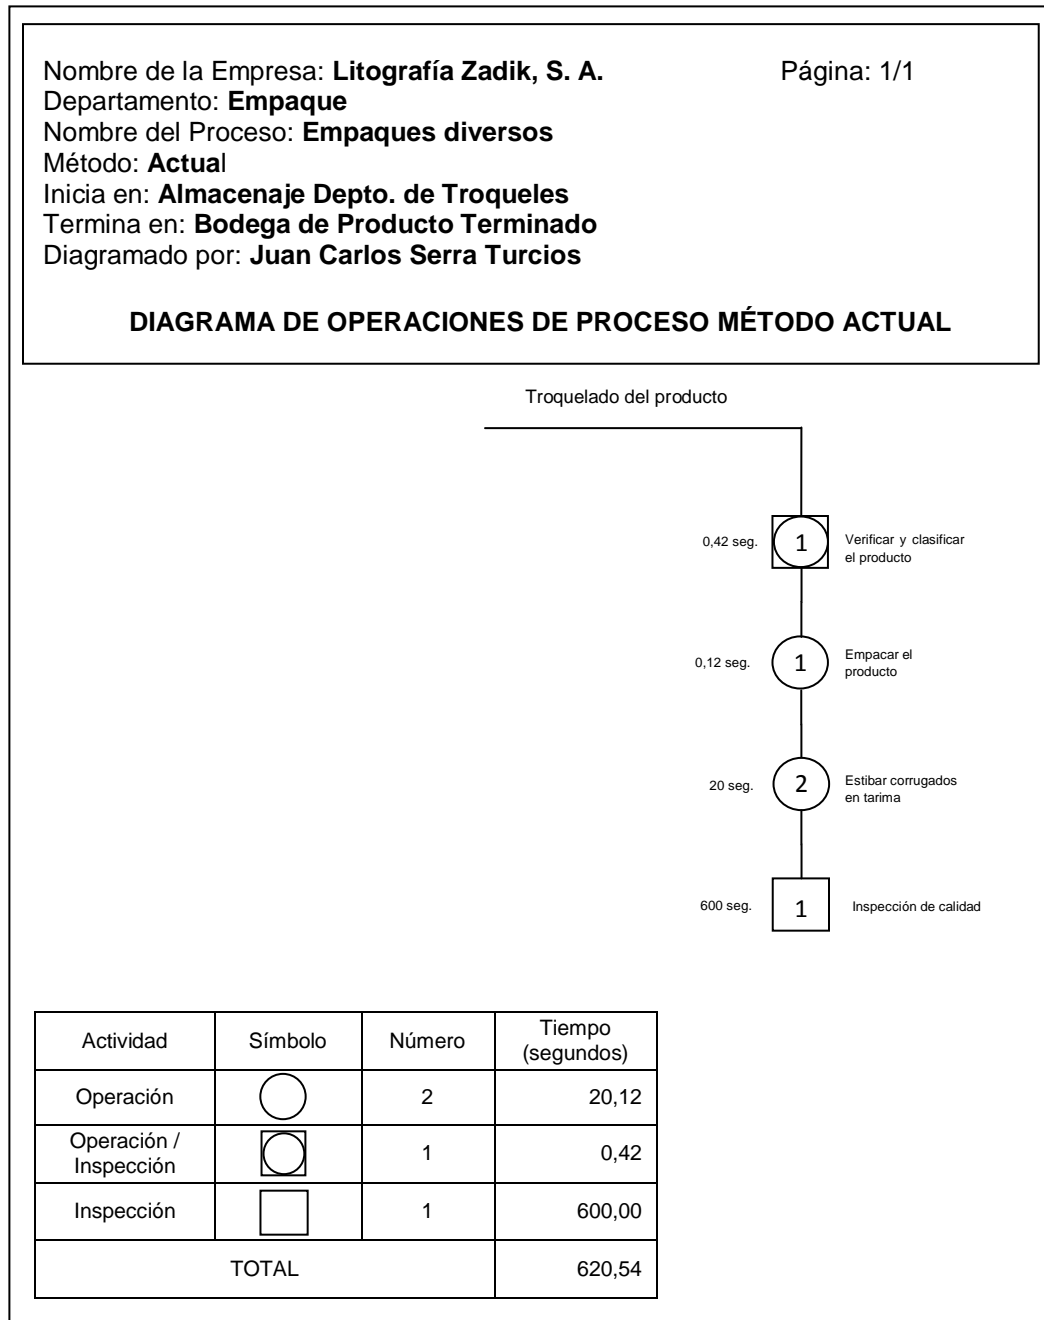 Nombre de la Empresa: Litografía Zadik, S. A. Página: 1/1
Departamento: Empaque
Nombre del Proceso: Empaques diversos
Método: Actual
Inicia en: Almacenaje Depto. de Troqueles
Termina en: Bodega de Producto Terminado
Diagramado por: Juan Carlos Serra Turcios
DIAGRAMA DE OPERACIONES DE PROCESO MÉTODO ACTUAL
Troquelado del producto
0,42 seg. 1 Verificar y clasificar
el producto
0,12 seg. 1 Empacar el
producto
20 seg. 2 Estibar corrugados
en tarima
600 seg. 1 Inspección de calidad
Actividad Símbolo Número Tiempo
(segundos)
Operación 2 20,12
Operación /
Inspección 1 0,42
Inspección 1 600,00
TOTAL 620,54